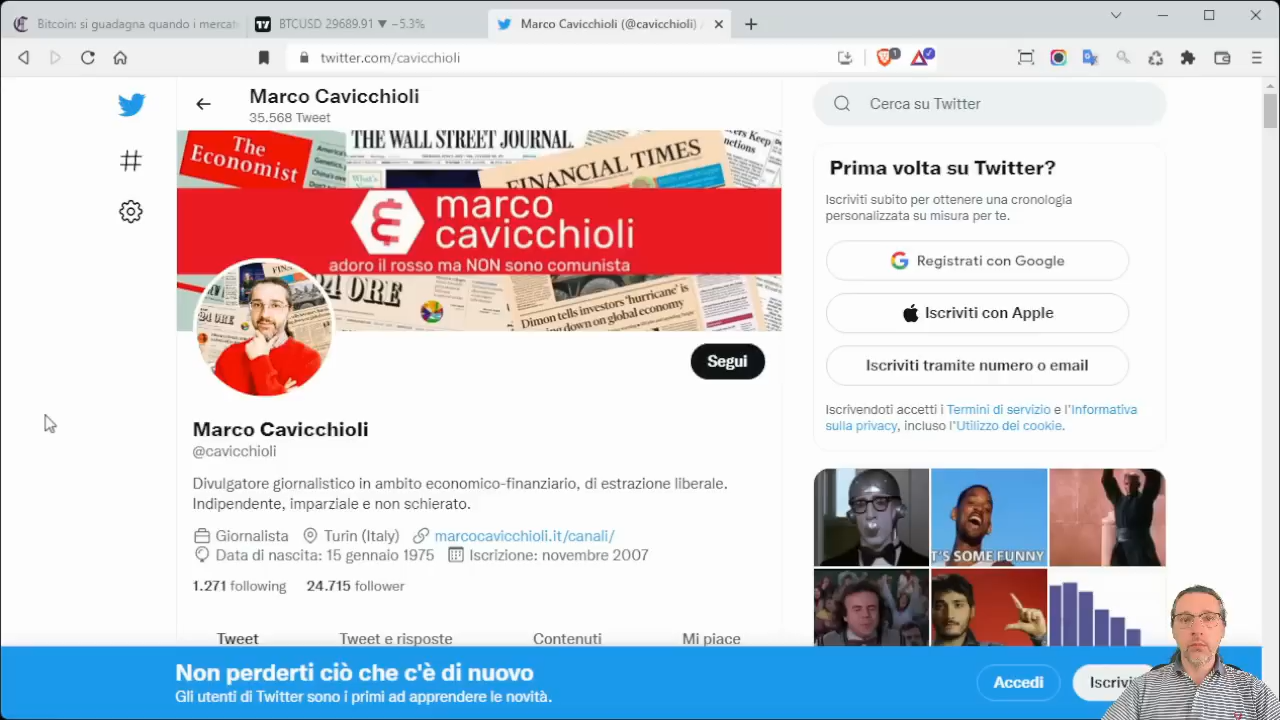 Bitcoin: si guadagna quando i mercat
BTCUSD 29689.91 ▼ −5.3%
Marco Cavicchioli (@cavicchioli)
twitter.com/cavicchioli
Marco Cavicchioli
35.568 Tweet
Cerca su Twitter
The Economist
THE WALL STREET JOURNAL.
FINANCIAL TIMES
marco
cavicchioli
adoro il rosso ma NON sono comunista
24 ORE
Dimon tells investors 'hurricane' is
down on global economy
Segui
Marco Cavicchioli
@cavicchioli
Divulgatore giornalistico in ambito economico-finanziario, di estrazione liberale.
Indipendente, imparziale e non schierato.
Giornalista Turin (Italy) marcocavicchioli.it/canali/
Data di nascita: 15 gennaio 1975 Iscrizione: novembre 2007
1.271 following 24.715 follower
Tweet Tweet e risposte Contenuti Mi piace
Prima volta su Twitter?
Iscriviti subito per ottenere una cronologia
personalizzata su misura per te.
Registrati con Google
Iscriviti con Apple
Iscriviti tramite numero o email
Iscrivendoti accetti i Termini di servizio e l'Informativa
sulla privacy, incluso l'Utilizzo dei cookie.
IT'S SOME FUNNY
Non perderti ciò che c'è di nuovo
Gli utenti di Twitter sono i primi ad apprendere le novità.
Accedi